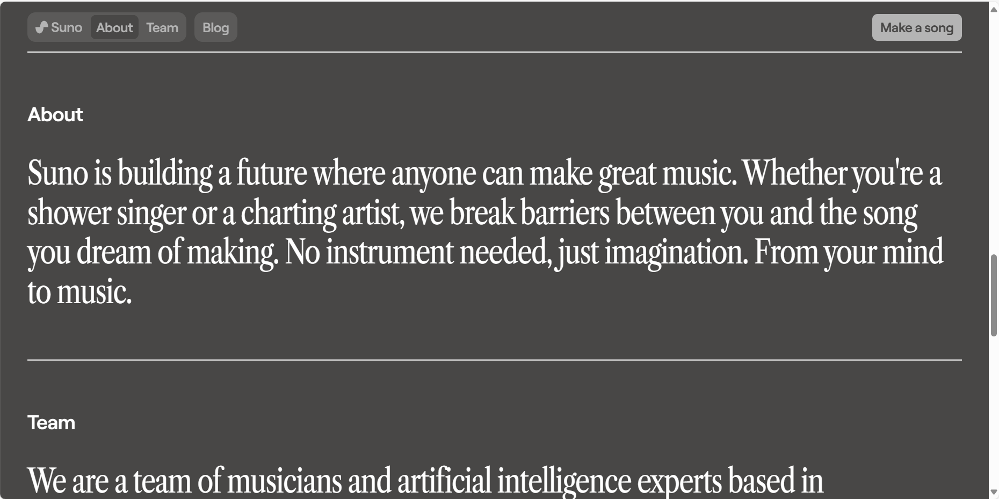 Suno About Team Blog Make a song
About
Suno is building a future where anyone can make great music. Whether you're a
shower singer or a charting artist, we break barriers between you and the song
you dream of making. No instrument needed, just imagination. From your mind
to music.
Team
We are a team of musicians and artificial intelligence experts based in